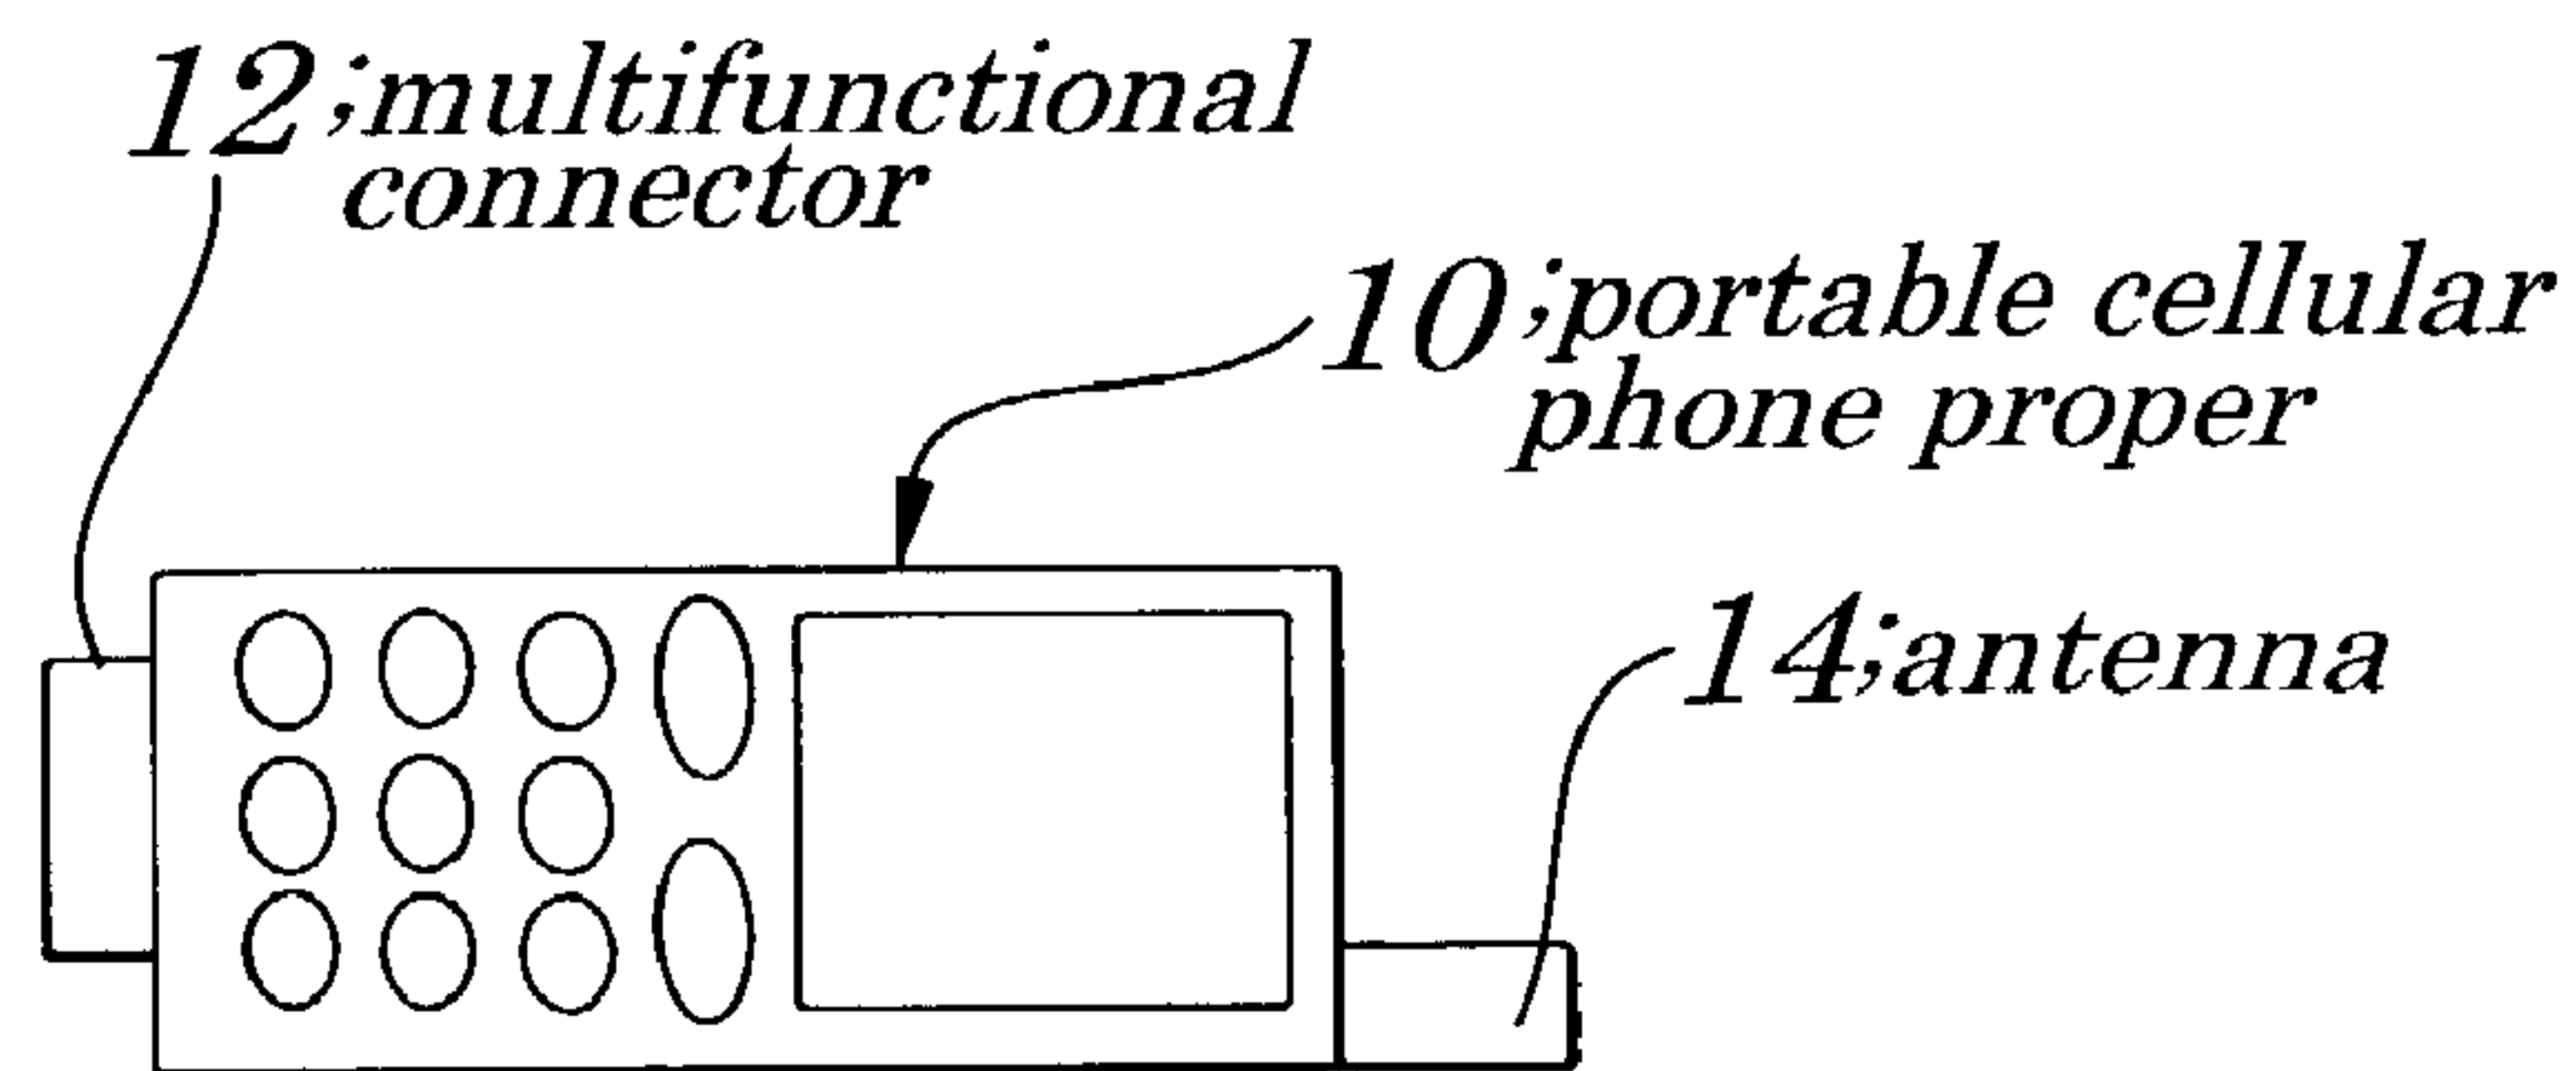 12;multifunctional
connector
10;portable cellular
phone proper
14;antenna